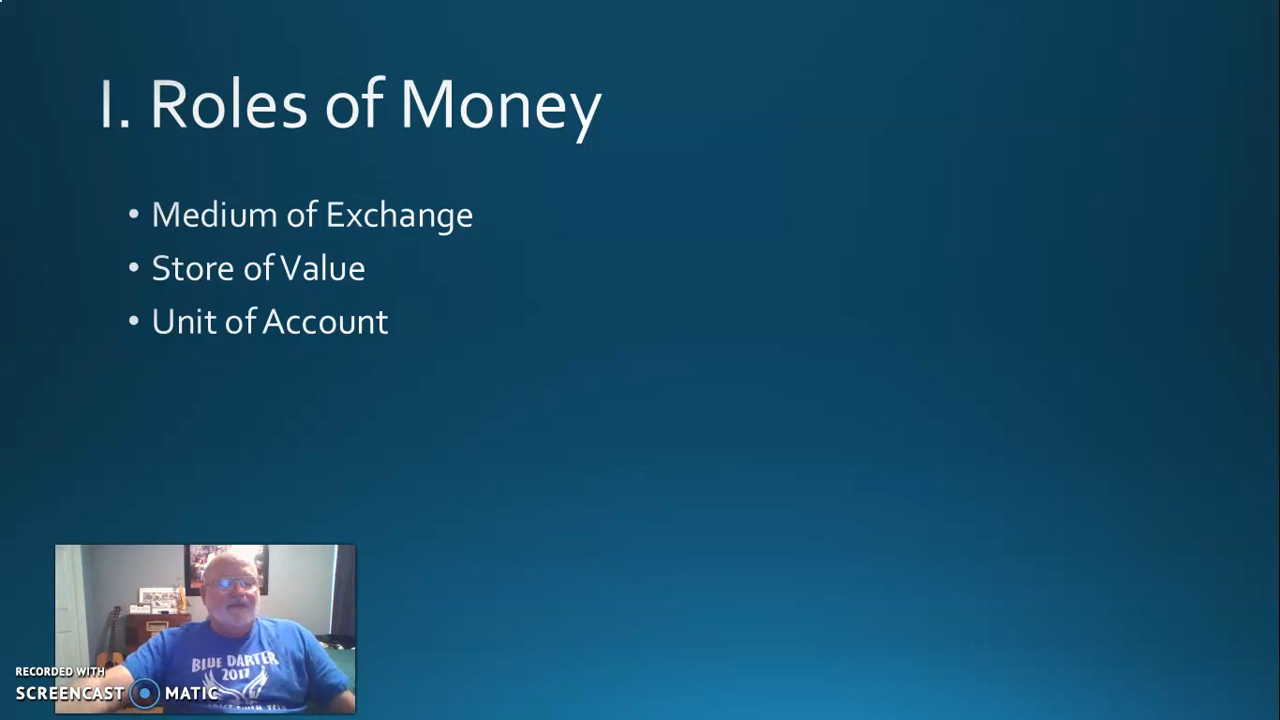 I. Roles of Money
• Medium of Exchange
• Store of Value
• Unit of Account
BLUE DARTER
2017
RECORDED WITH
SCREENCAST MATIC